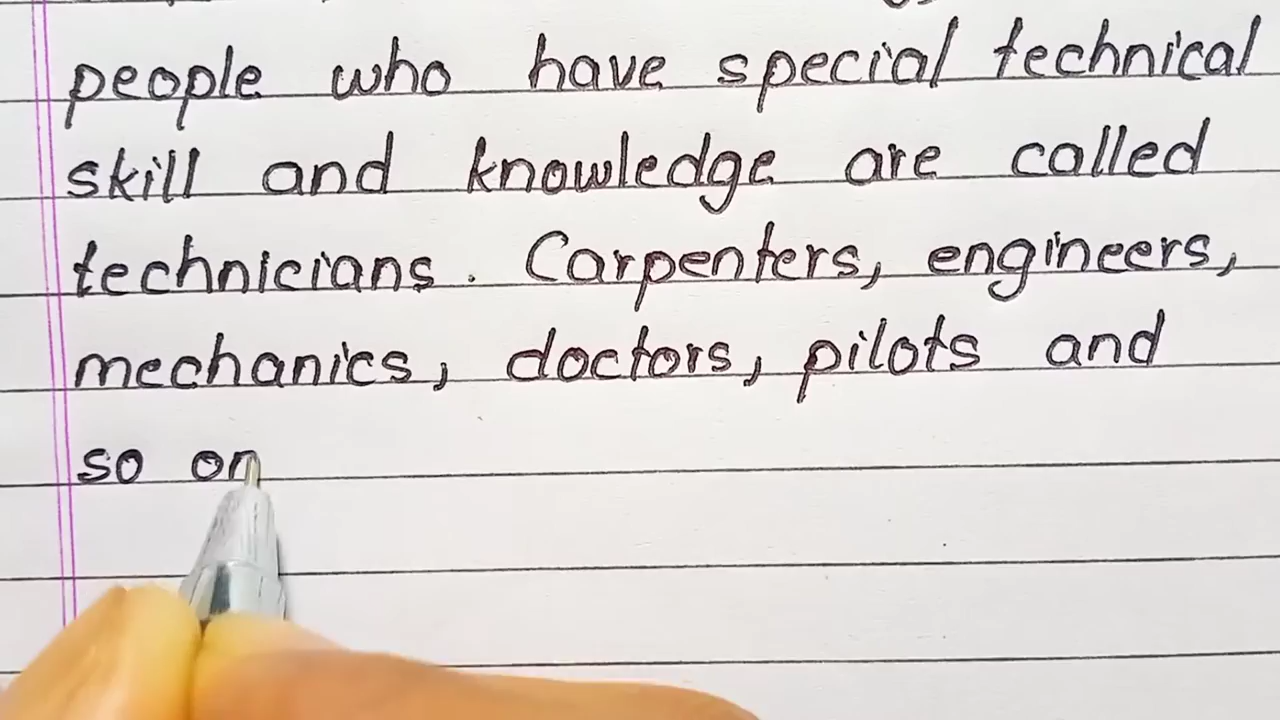 people who have special technical
skill and knowledge are called
technicians. Carpenters, engineers,
mechanics, doctors, pilots and
so on